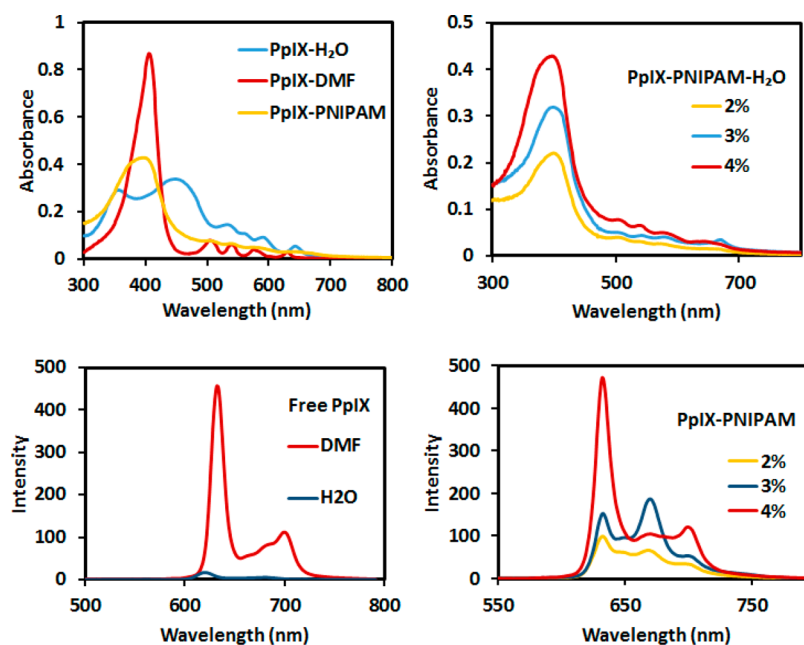 1
0.8
0.6
0.4
0.2
0
Absorbance
PpIX-H₂O
PpIX-DMF
PpIX-PNIPAM
300 400 500 600 700 800
Wavelength (nm)
0.5
0.4
0.3
0.2
0.1
0
Absorbance
PpIX-PNIPAM-H₂O
2%
3%
4%
300 500 700
Wavelength (nm)
500
400
300
200
100
0
Intensity
Free PpIX
DMF
H2O
500 600 700 800
Wavelength (nm)
500
400
300
200
100
0
Intensity
PpIX-PNIPAM
2%
3%
4%
550 650 750
Wavelength (nm)